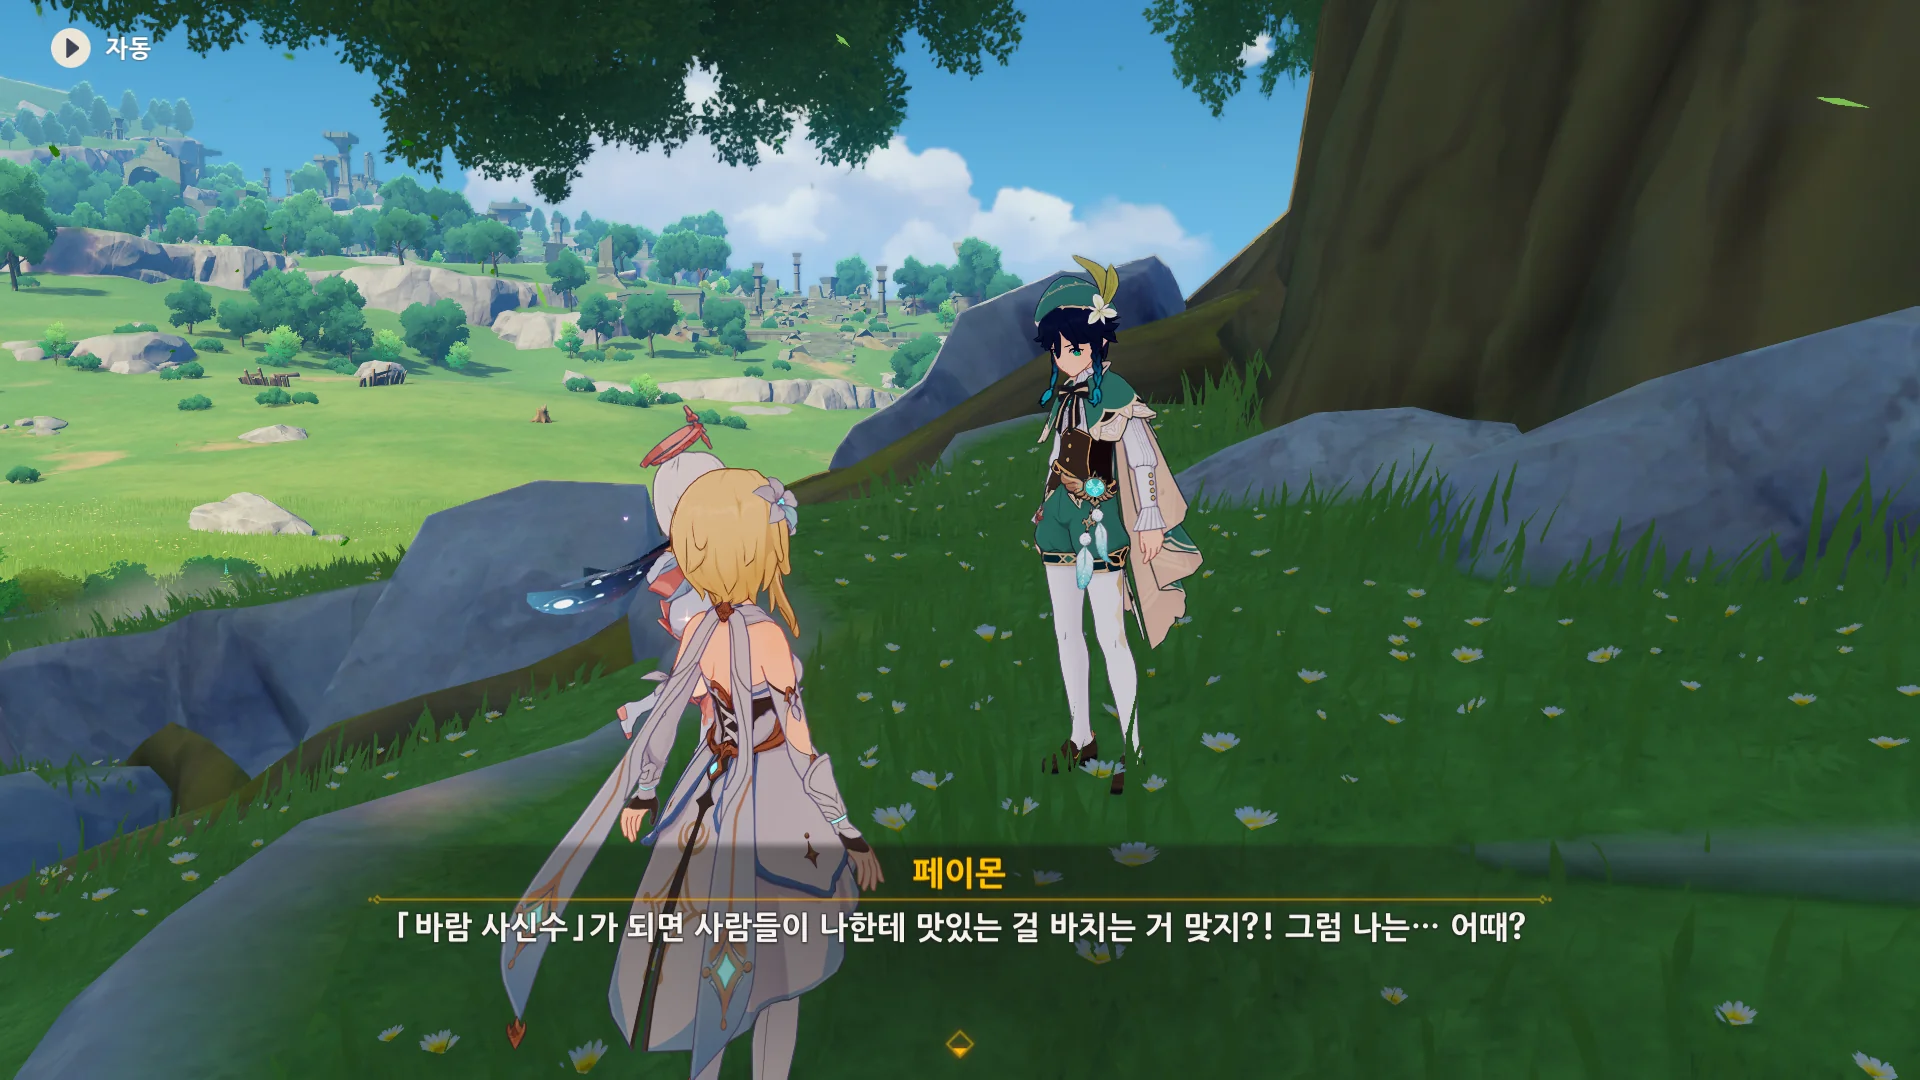 자동
페이몬
「바람 사신수」가 되면 사람들이 나한테 맛있는 걸 바치는 거 맞지?! 그럼 나는… 어때?